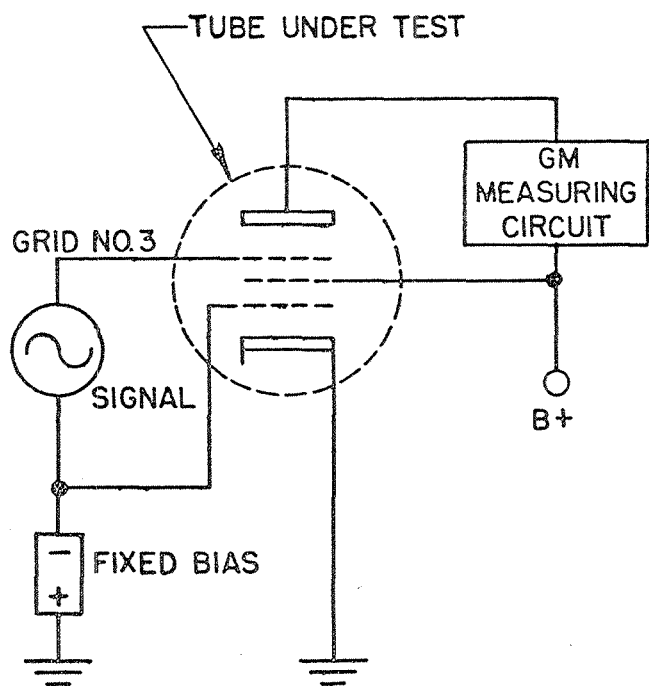 TUBE UNDER TEST
GM
MEASURING
CIRCUIT
GRID NO.3
SIGNAL
B+
−
FIXED BIAS
+